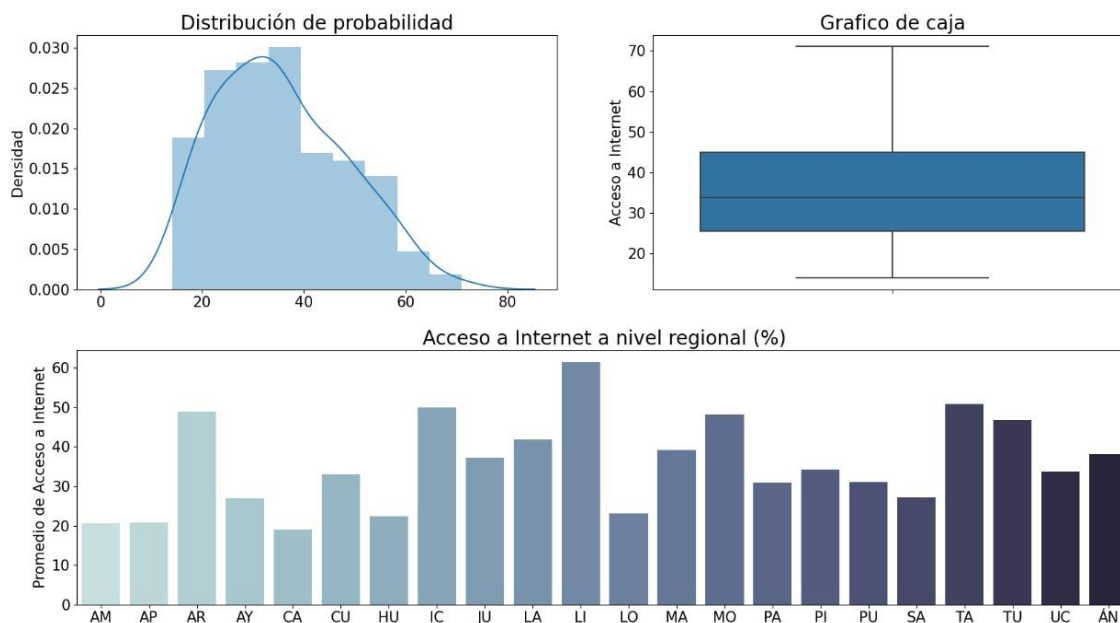 Distribución de probabilidad
Densidad
0.030
0.025
0.020
0.015
0.010
0.005
0.000
0 20 40 60 80
Grafico de caja
Acceso a Internet
70
60
50
40
30
20
Acceso a Internet a nivel regional (%)
Promedio de Acceso a Internet
60
50
40
30
20
10
0
AM AP AR AY CA CU HU IC JU LA LI LO MA MO PA PI PU SA TA TU UC ÁN